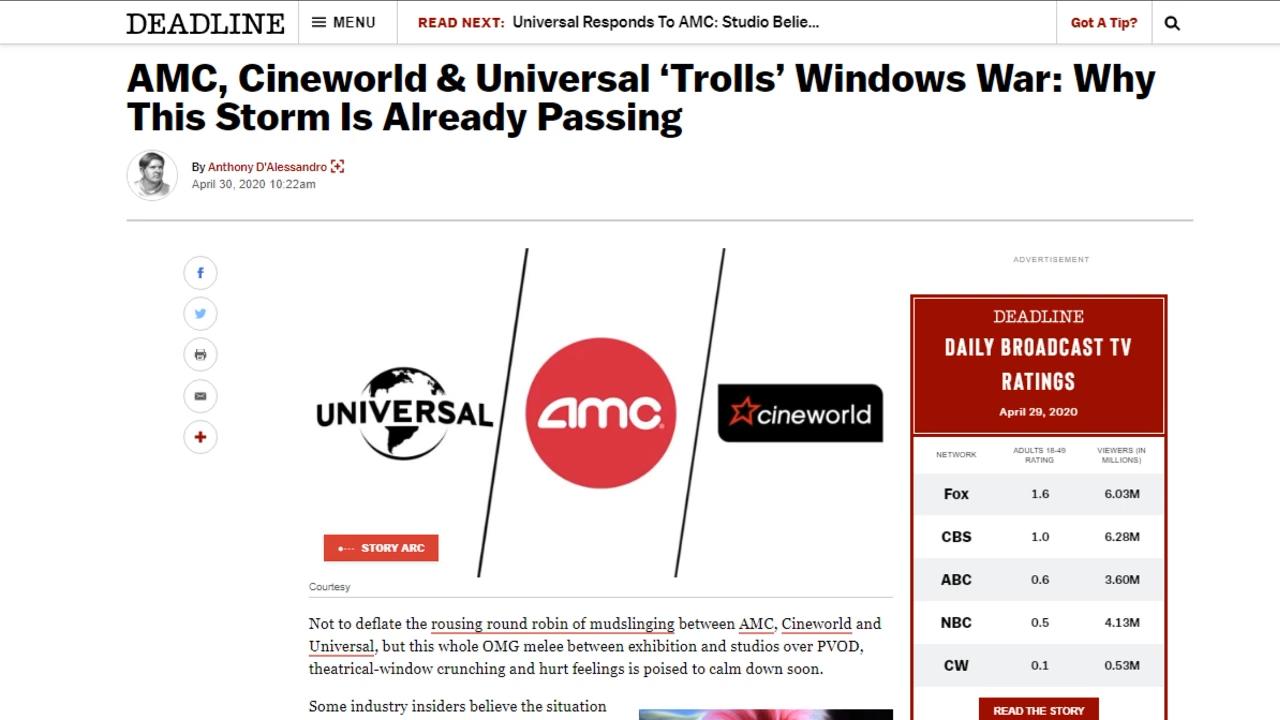 DEADLINE
MENU
READ NEXT: Universal Responds To AMC: Studio Belie...
Got A Tip?
AMC, Cineworld & Universal ‘Trolls’ Windows War: Why
This Storm Is Already Passing
By Anthony D'Alessandro
April 30, 2020 10:22am
UNIVERSAL
amc
cineworld
STORY ARC
Courtesy
Not to deflate the rousing round robin of mudslinging between AMC, Cineworld and
Universal, but this whole OMG melee between exhibition and studios over PVOD,
theatrical-window crunching and hurt feelings is poised to calm down soon.
Some industry insiders believe the situation
ADVERTISEMENT
DEADLINE
DAILY BROADCAST TV
RATINGS
April 29, 2020
NETWORK ADULTS 18-49 RATING VIEWERS (IN MILLIONS)
Fox 1.6 6.03M
CBS 1.0 6.28M
ABC 0.6 3.60M
NBC 0.5 4.13M
CW 0.1 0.53M
READ THE STORY